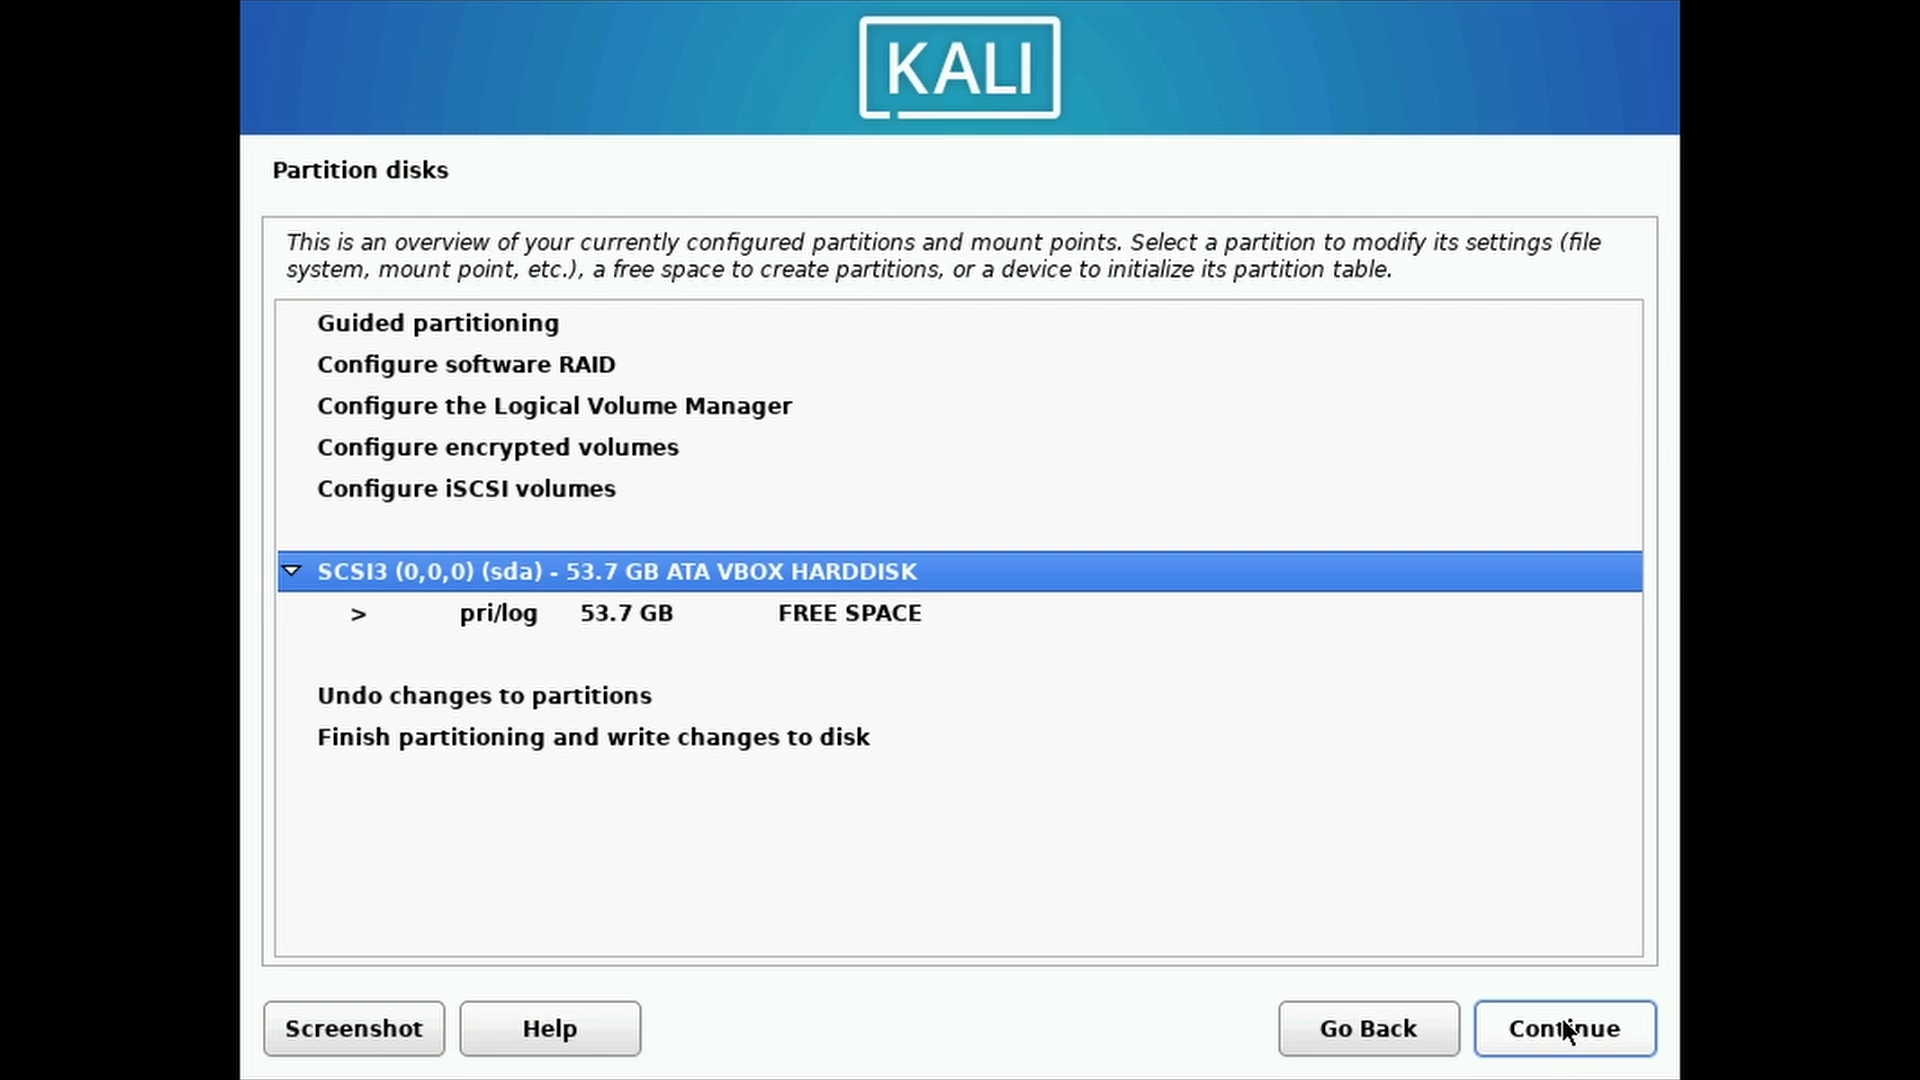 KALI
Partition disks
This is an overview of your currently configured partitions and mount points. Select a partition to modify its settings (file
system, mount point, etc.), a free space to create partitions, or a device to initialize its partition table.
Guided partitioning
Configure software RAID
Configure the Logical Volume Manager
Configure encrypted volumes
Configure iSCSI volumes
SCSI3 (0,0,0) (sda) - 53.7 GB ATA VBOX HARDDISK
> pri/log 53.7 GB FREE SPACE
Undo changes to partitions
Finish partitioning and write changes to disk
Screenshot Help Go Back Continue